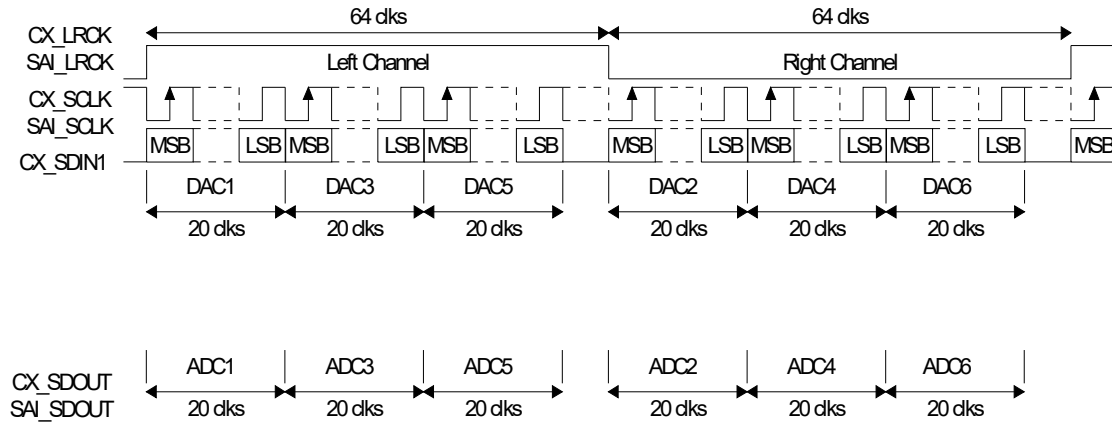 64 clks 64 clks
CX_LRCK
SAI_LRCK
Left Channel Right Channel
CX_SCLK
SAI_SCLK
MSB LSB MSB LSB MSB LSB MSB LSB MSB LSB MSB LSB MSB
CX_SDIN1
DAC1 DAC3 DAC5 DAC2 DAC4 DAC6
20 clks 20 clks 20 clks 20 clks 20 clks 20 clks
ADC1 ADC3 ADC5 ADC2 ADC4 ADC6
CX_SDOUT
SAI_SDOUT
20 clks 20 clks 20 clks 20 clks 20 clks 20 clks